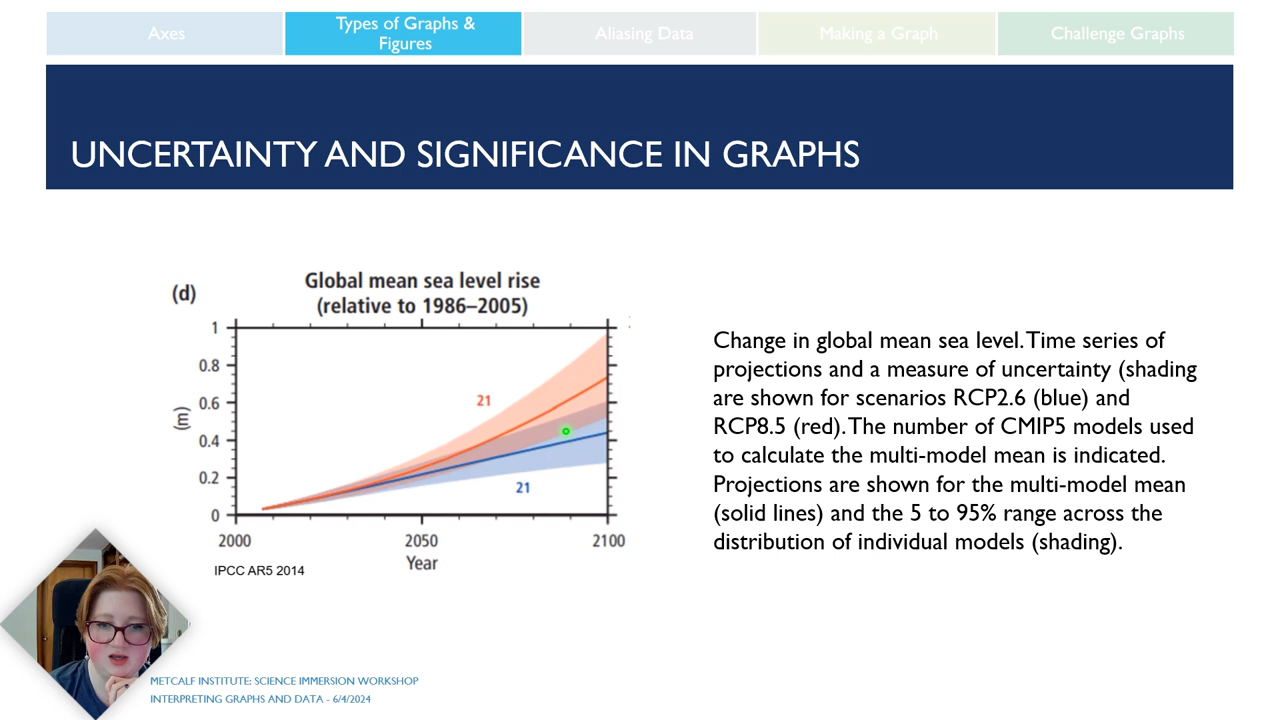 Axes
Types of Graphs &
Figures
Aliasing Data
Making a Graph
Challenge Graphs
UNCERTAINTY AND SIGNIFICANCE IN GRAPHS
(d)
Global mean sea level rise
(relative to 1986–2005)
1
0.8
0.6
0.4
0.2
0
(m)
21
21
2000
2050
2100
Year
IPCC AR5 2014
Change in global mean sea level. Time series of
projections and a measure of uncertainty (shading
are shown for scenarios RCP2.6 (blue) and
RCP8.5 (red). The number of CMIP5 models used
to calculate the multi-model mean is indicated.
Projections are shown for the multi-model mean
(solid lines) and the 5 to 95% range across the
distribution of individual models (shading).
METCALF INSTITUTE: SCIENCE IMMERSION WORKSHOP
INTERPRETING GRAPHS AND DATA - 6/4/2024